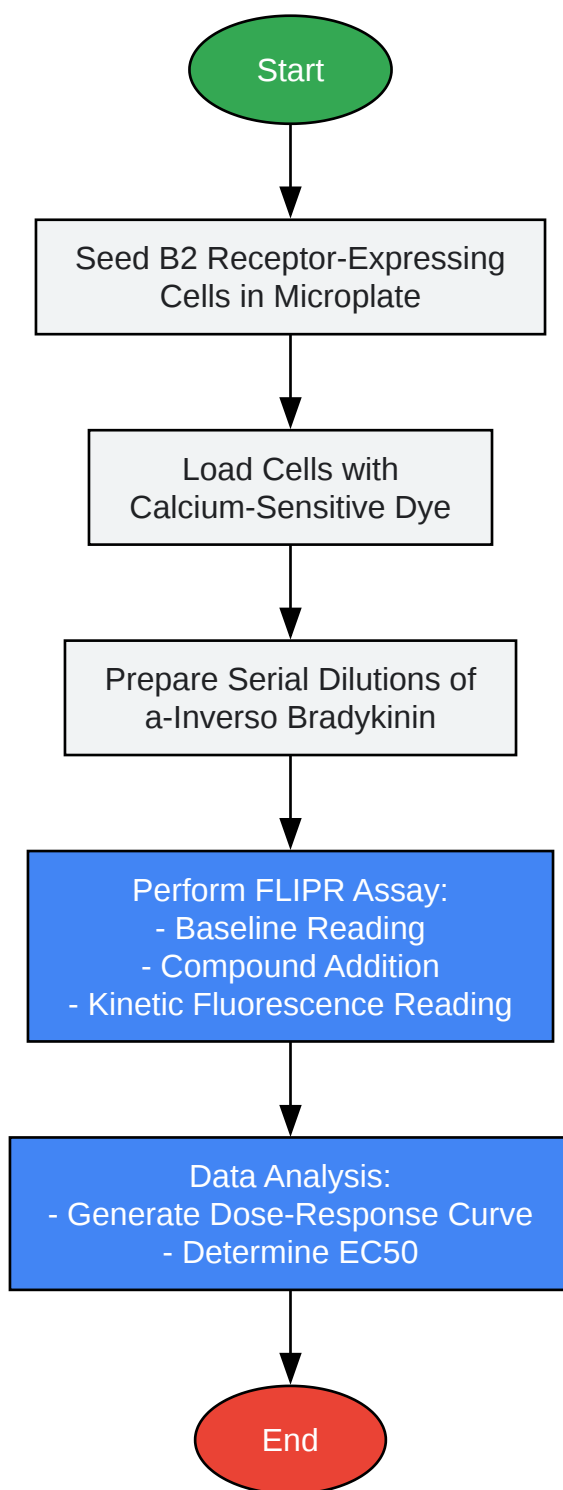 Start
Seed B2 Receptor-Expressing
Cells in Microplate
Load Cells with
Calcium-Sensitive Dye
Prepare Serial Dilutions of
a-Inverso Bradykinin
Perform FLIPR Assay:
- Baseline Reading
- Compound Addition
- Kinetic Fluorescence Reading
Data Analysis:
- Generate Dose-Response Curve
- Determine EC50
End